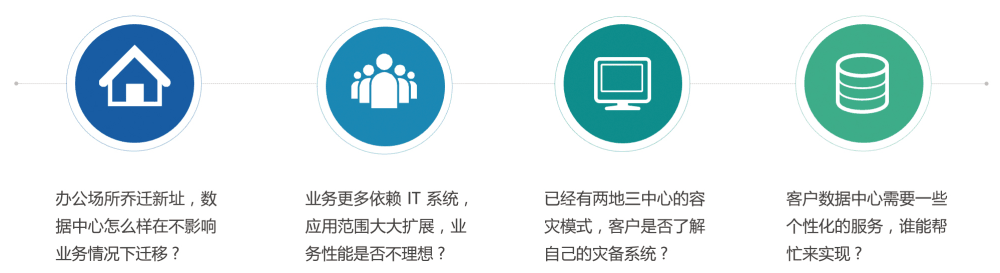 办公场所乔迁新址，数
据中心怎么样在不影响
业务情况下迁移？
业务更多依赖 IT 系统，
应用范围大大扩展，业
务性能是否不理想？
已经有两地三中心的容
灾模式，客户是否了解
自己的灾备系统？
客户数据中心需要一些
个性化的服务，谁能帮
忙来实现？